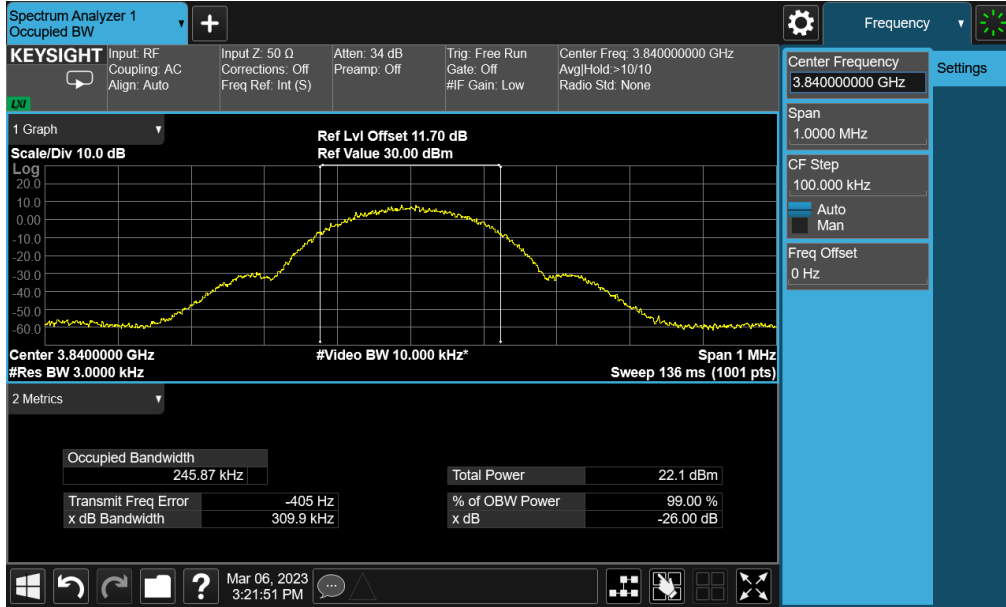 Spectrum Analyzer 1
Occupied BW
Frequency
KEYSIGHT
LXI
Input: RF
Coupling: AC
Align: Auto
Input Z: 50 Ω
Corrections: Off
Freq Ref: Int (S)
Atten: 34 dB
Preamp: Off
Trig: Free Run
Gate: Off
#IF Gain: Low
Center Freq: 3.840000000 GHz
Avg|Hold:>10/10
Radio Std: None
Center Frequency
3.840000000 GHz
Settings
Span
1.0000 MHz
CF Step
100.000 kHz
Auto
Man
Freq Offset
0 Hz
1 Graph
Scale/Div 10.0 dB
Ref Lvl Offset 11.70 dB
Ref Value 30.00 dBm
Log
20.0
10.0
0.00
-10.0
-20.0
-30.0
-40.0
-50.0
-60.0
Center 3.8400000 GHz
#Video BW 10.000 kHz*
Span 1 MHz
#Res BW 3.0000 kHz
Sweep 136 ms (1001 pts)
2 Metrics
Occupied Bandwidth
245.87 kHz
Total Power 22.1 dBm
Transmit Freq Error -405 Hz
% of OBW Power 99.00 %
x dB Bandwidth 309.9 kHz
x dB -26.00 dB
?
Mar 06, 2023
3:21:51 PM